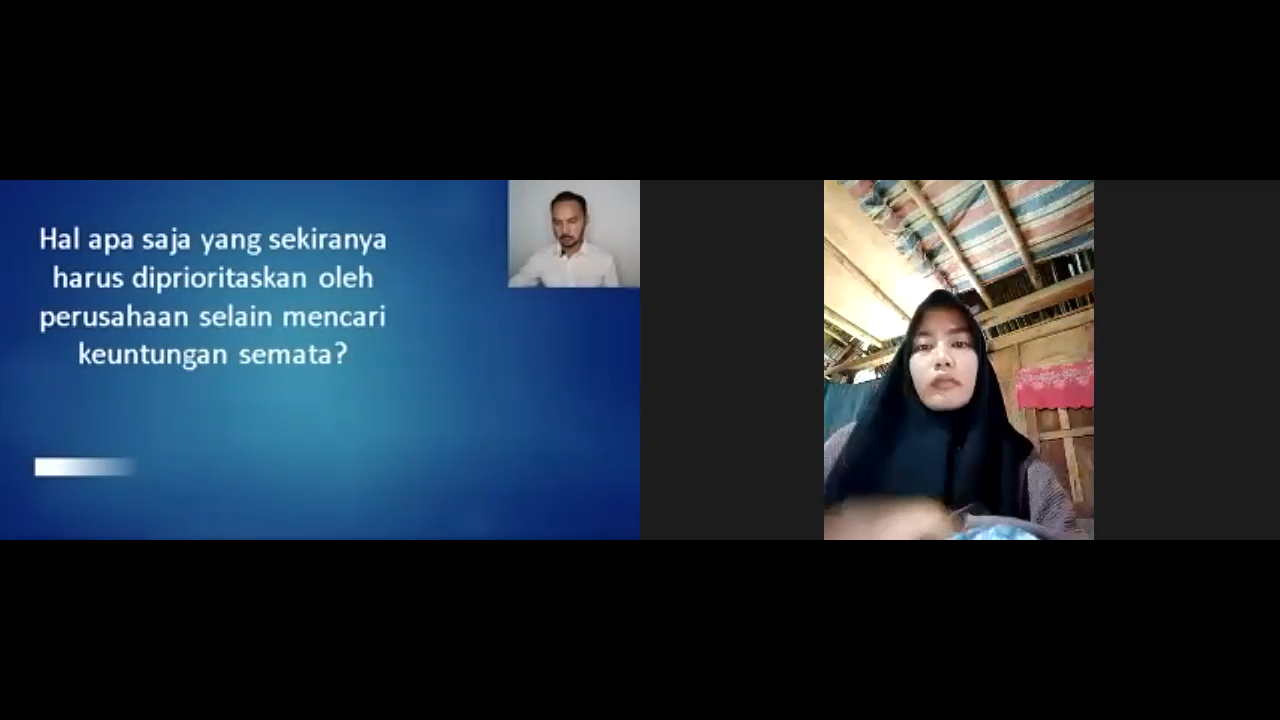 Hal apa saja yang sekiranya
harus diprioritaskan oleh
perusahaan selain mencari
keuntungan semata?